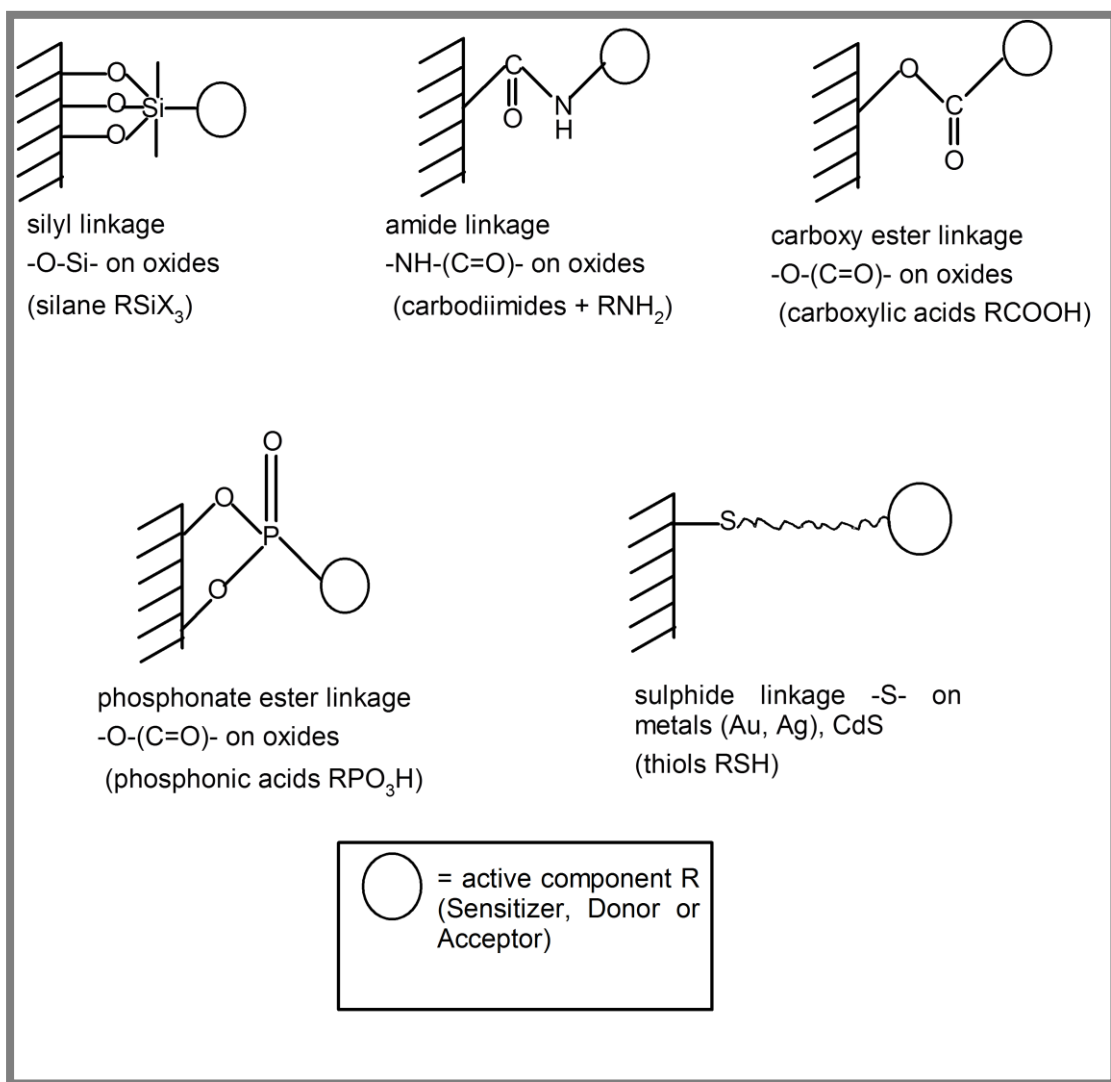 O
O
O
Si
silyl linkage
-O-Si- on oxides
(silane RSiX₃)
C
O
N
H
amide linkage
-NH-(C=O)- on oxides
(carbodiimides + RNH₂)
O
C
O
carboxy ester linkage
-O-(C=O)- on oxides
(carboxylic acids RCOOH)
O
O
P
O
phosphonate ester linkage
-O-(C=O)- on oxides
(phosphonic acids RPO₃H)
S
sulphide linkage -S- on
metals (Au, Ag), CdS
(thiols RSH)
= active component R
(Sensitizer, Donor or
Acceptor)